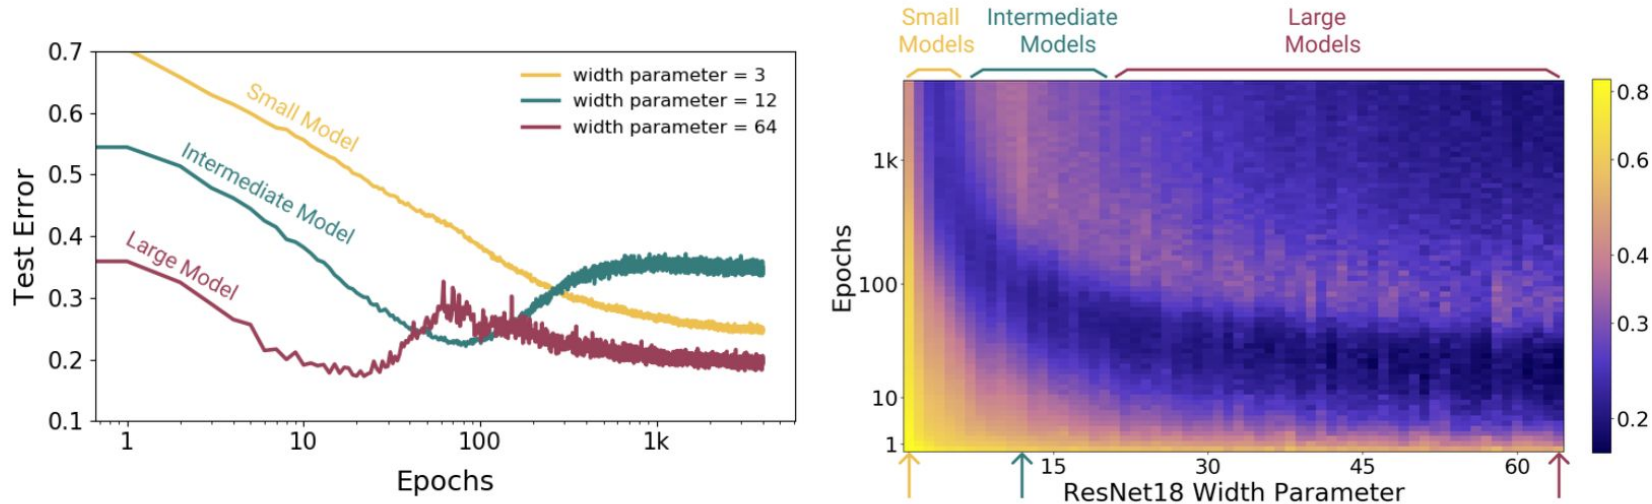 0.7
0.6
0.5
0.4
0.3
0.2
0.1
Test Error
1
10
100
1k
Epochs
Small Model
Intermediate Model
Large Model
width parameter = 3
width parameter = 12
width parameter = 64
Small
Models
Intermediate
Models
Large
Models
1k
100
10
1
Epochs
15
30
45
60
ResNet18 Width Parameter
0.8
0.6
0.4
0.3
0.2